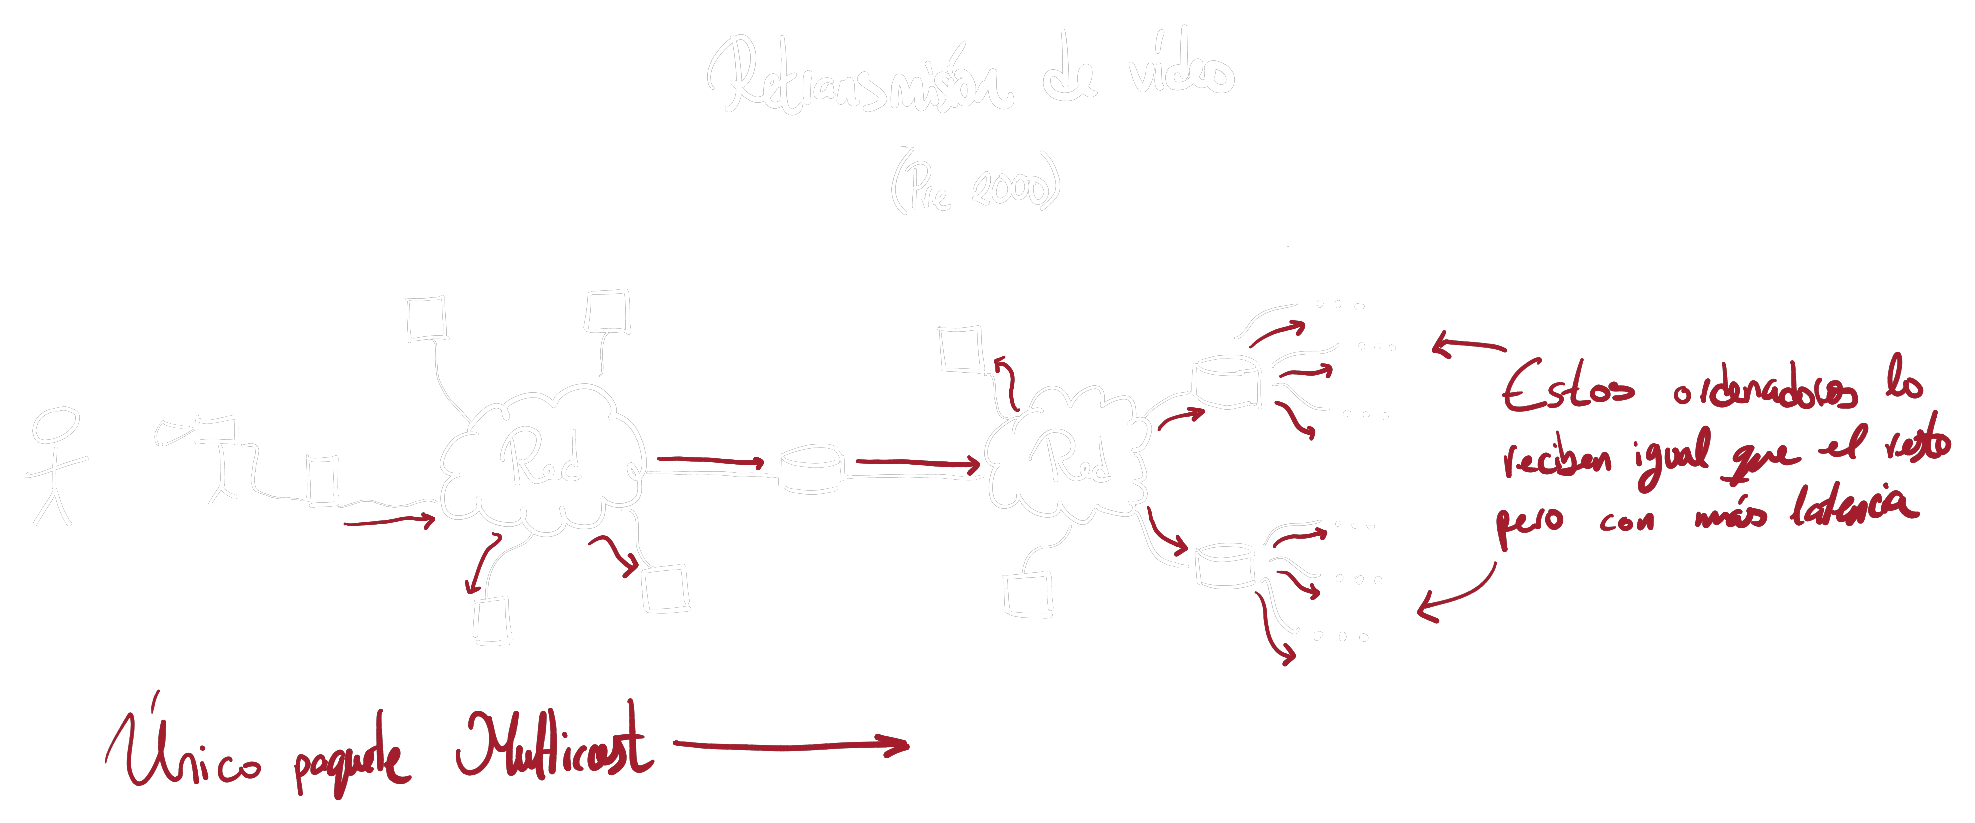 Retransmisión de vídeo
(Pre 2000)
Red
Red
Estos ordenadores lo
reciben igual que el resto
pero con más latencia
Único paquete Multicast